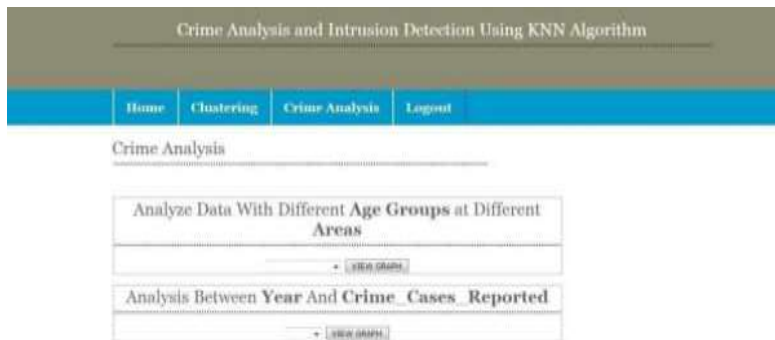 Crime Analysis and Intrusion Detection Using KNN Algorithm
Home Clustering Crime Analysis Logout
Crime Analysis
Analyze Data With Different Age Groups at Different
Areas
VIEW GRAPH
Analysis Between Year And Crime_Cases_Reported
VIEW GRAPH